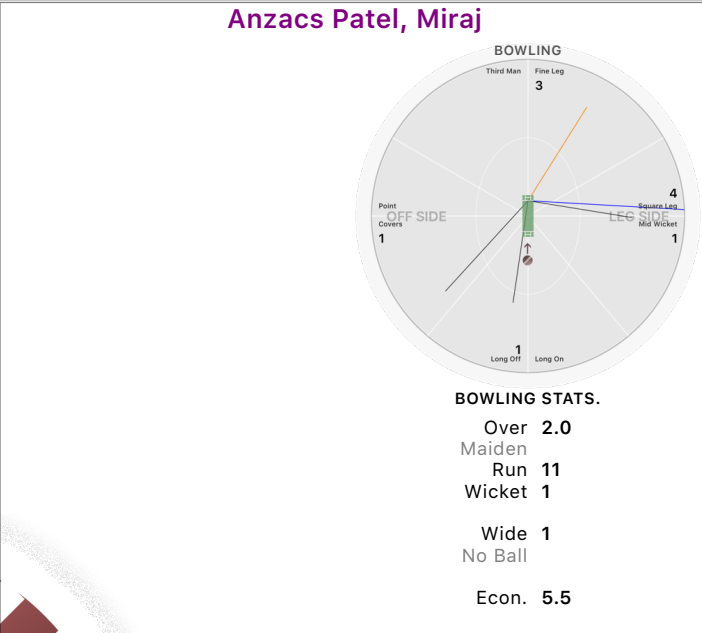 Anzacs Patel, Miraj
BOWLING
Third Man Fine Leg
3
4
Point Square Leg
OFF SIDE LEG SIDE
Covers Mid Wicket
1 1
1
Long Off Long On
BOWLING STATS.
Over 2.0
Maiden
Run 11
Wicket 1
Wide 1
No Ball
Econ. 5.5